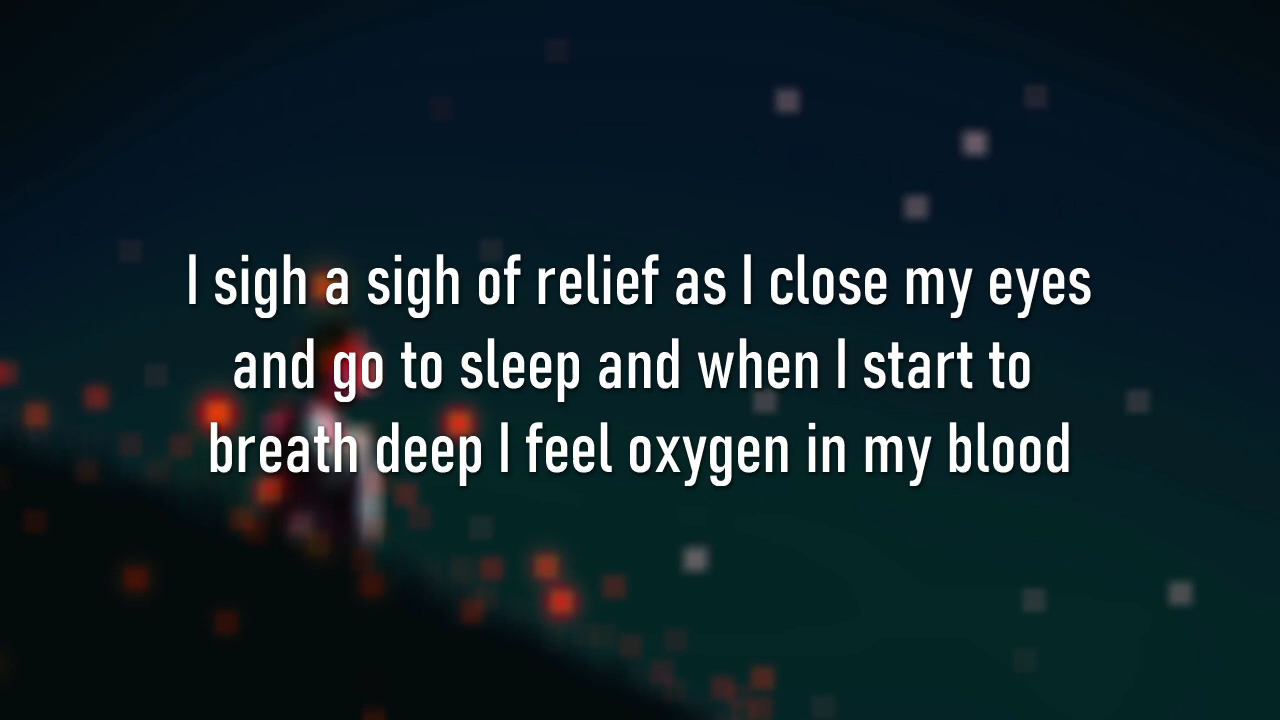 I sigh a sigh of relief as I close my eyes
and go to sleep and when I start to
breath deep I feel oxygen in my blood